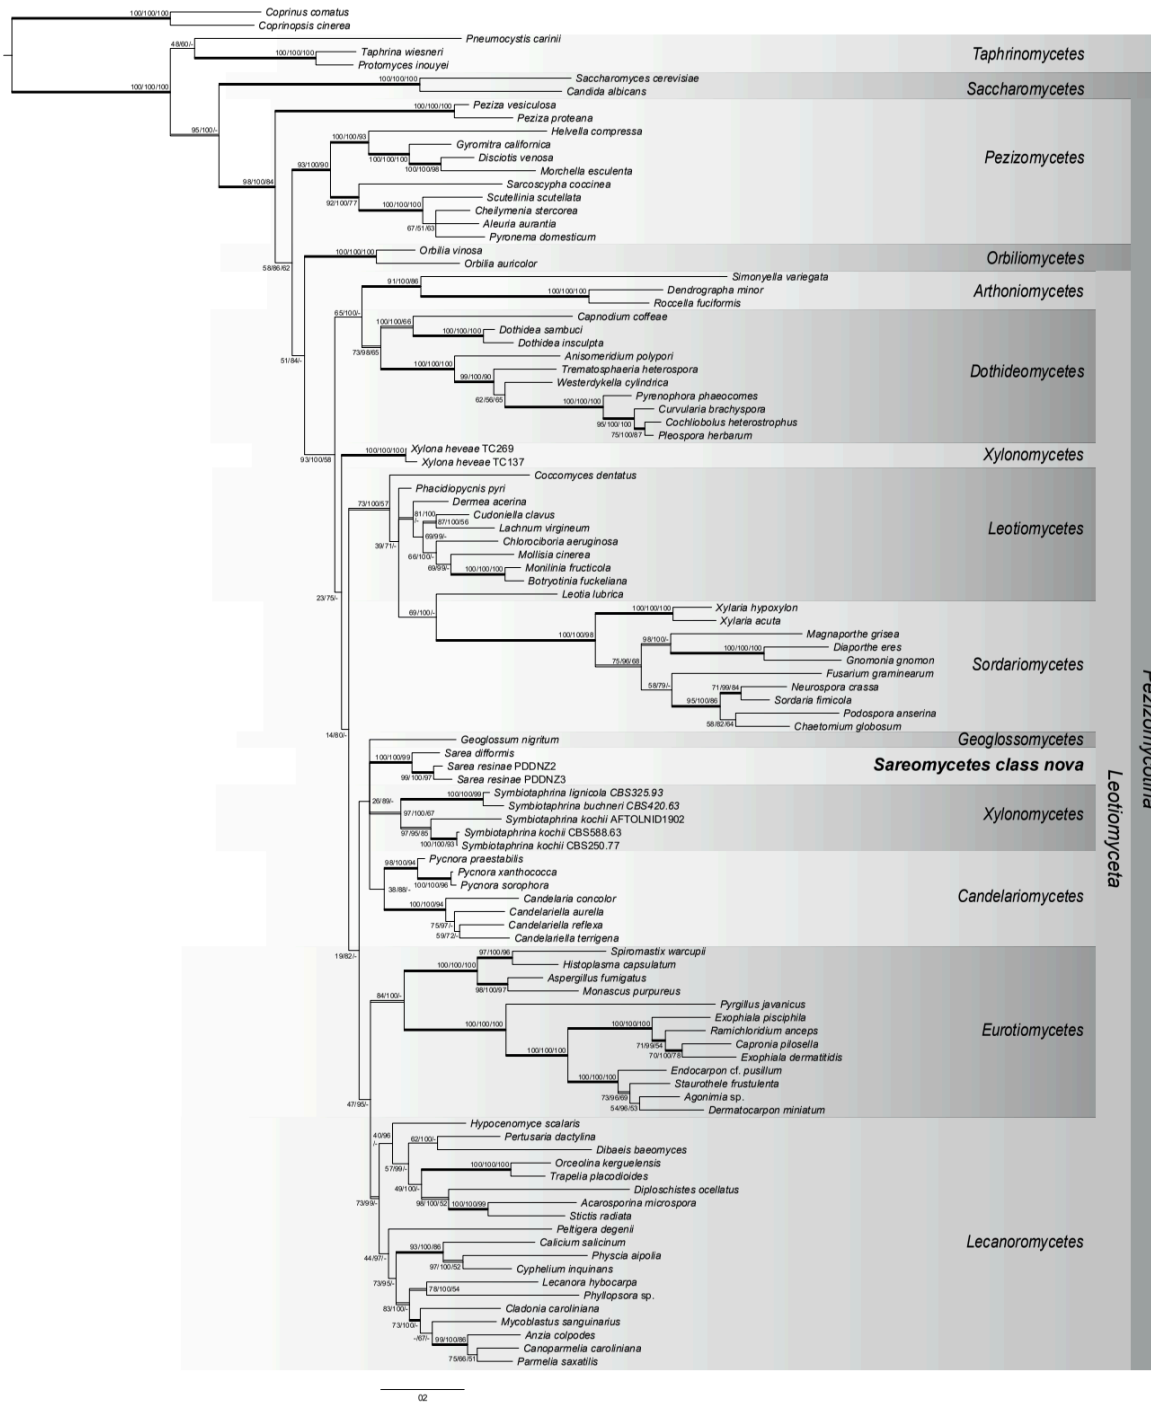 100/100/100
Coprinus comatus
Coprinopsis cinerea
48/60/-
Pneumocystis carinii
100/100/100
Taphrina wiesneri
Protomyces inouyei
Taphrinomycetes
100/100/100
100/100/100
Saccharomyces cerevisiae
Candida albicans
Saccharomycetes
95/100/-
100/100/100
Peziza vesiculosa
Peziza proteana
Helvella compressa
100/100/93
Gyromitra californica
100/100/100
Disciotis venosa
100/100/98
Morchella esculenta
Pezizomycetes
93/100/90
98/100/84
Sarcoscypha coccinea
92/100/77
Scutellinia scutellata
100/100/100
Cheilymenia stercorea
Aleuria aurantia
67/51/63
Pyronema domesticum
Orbilia vinosa
100/100/100
Orbilia auricolor
Orbiliomycetes
58/86/62
Simonyella variegata
91/100/86
Dendrographa minor
100/100/100
Roccella fuciformis
Arthoniomycetes
65/100/-
Capnodium coffeae
100/100/66
Dothidea sambuci
100/100/100
Dothidea insculpta
73/98/65
Anisomeridium polypori
100/100/100
Trematosphaeria heterospora
99/100/90
Westerdykella cylindrica
62/56/65
Pyrenophora phaeocomes
100/100/100
Curvularia brachyspora
Cochliobolus heterostrophus
95/100/100
Pleospora herbarum
75/100/87
Dothideomycetes
51/84/-
Xylona heveae TC269
100/100/100
Xylona heveae TC137
Xylonomycetes
93/100/58
Coccomyces dentatus
Phacidiopycnis pyri
73/100/57
Dermea acerina
81/100
/-
Cudoniella clavus
87/100/56
Lachnum virgineum
69/99/-
Chlorociboria aeruginosa
39/71/-
Mollisia cinerea
66/100/-
Monilinia fructicola
69/99/-
100/100/100
Botryotinia fuckeliana
Leotia lubrica
Leotiomycetes
23/75/-
69/100/-
Xylaria hypoxylon
100/100/100
Xylaria acuta
100/100/98
Magnaporthe grisea
98/100/-
Diaporthe eres
100/100/100
Gnomonia gnomon
75/96/68
Fusarium graminearum
58/79/-
Neurospora crassa
71/99/84
Sordaria fimicola
95/100/86
Podospora anserina
58/82/64
Chaetomium globosum
Sordariomycetes
14/80/-
Geoglossum nigritum
Geoglossomycetes
Sarea difformis
100/100/99
Sarea resinae PDDNZ2
99/100/97
Sarea resinae PDDNZ3
Sareomycetes class nova
26/89/-
Symbiotaphrina lignicola CBS325.93
100/100/99
Symbiotaphrina buchneri CBS420.63
97/100/67
Symbiotaphrina kochii AFTOLNID1902
97/95/85
Symbiotaphrina kochii CBS588.63
100/100/93
Symbiotaphrina kochii CBS250.77
Xylonomycetes
Pycnora praestabilis
98/100/94
Pycnora xanthococca
100/100/96
Pycnora sorophora
38/88/-
Candelaria concolor
100/100/94
Candelariella aurella
75/97/-
Candelariella reflexa
59/72/-
Candelariella terrigena
Candelariomycetes
Leotiomyceta
Pezizomycotina
19/82/-
Spiromastix warcupii
97/100/96
Histoplasma capsulatum
100/100/100
Aspergillus fumigatus
98/100/97
Monascus purpureus
84/100/-
Pyrgillus javanicus
100/100/100
Exophiala pisciphila
100/100/100
Ramichloridium anceps
71/99/54
Capronia pilosella
70/100/78
Exophiala dermatitidis
100/100/100
Endocarpon cf. pusillum
100/100/100
Staurothele frustulenta
73/96/69
Agonimia sp.
54/96/53
Dermatocarpon miniatum
Eurotiomycetes
47/95/-
Hypocenomyce scalaris
40/96
/-
Pertusaria dactylina
62/100/-
Dibaeis baeomyces
57/99/-
Orceolina kerguelensis
100/100/100
Trapelia placodioides
49/100/-
Diploschistes ocellatus
98/100/52
Acarosporina microspora
100/100/99
Stictis radiata
73/99/-
Peltigera degenii
Calicium salicinum
93/100/86
Physcia aipolia
97/100/52
Cyphelium inquinans
44/97/-
Lecanora hybocarpa
73/95/-
78/100/54
Phyllopsora sp.
83/100/-
Cladonia caroliniana
73/100/-
Mycoblastus sanguinarius
-/67/-
Anzia colpodes
99/100/86
Canoparmelia caroliniana
75/66/51
Parmelia saxatilis
Lecanoromycetes
02